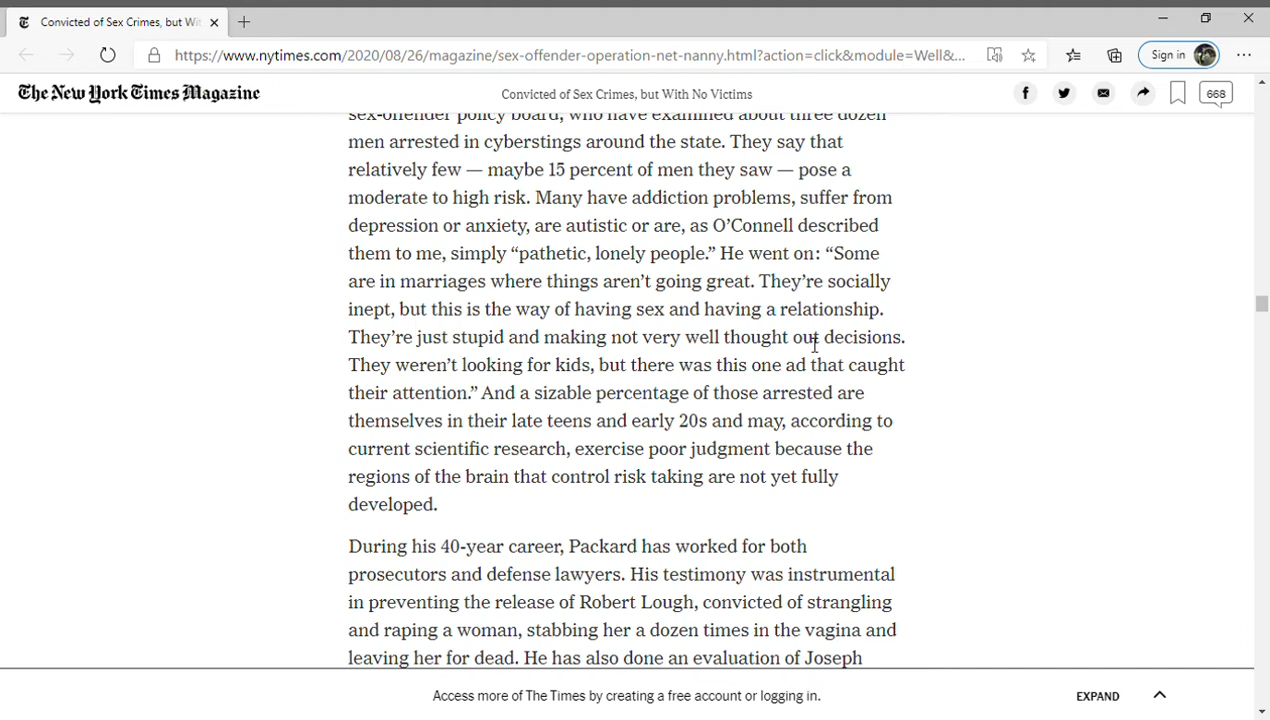 Convicted of Sex Crimes, but Wit
https://www.nytimes.com/2020/08/26/magazine/sex-offender-operation-net-nanny.html?action=click&module=Well&...
Sign in
The New York Times Magazine
Convicted of Sex Crimes, but With No Victims
668
sex-offender policy board, who have examined about three dozen
men arrested in cyberstings around the state. They say that
relatively few — maybe 15 percent of men they saw — pose a
moderate to high risk. Many have addiction problems, suffer from
depression or anxiety, are autistic or are, as O’Connell described
them to me, simply “pathetic, lonely people.” He went on: “Some
are in marriages where things aren’t going great. They’re socially
inept, but this is the way of having sex and having a relationship.
They’re just stupid and making not very well thought out decisions.
They weren’t looking for kids, but there was this one ad that caught
their attention.” And a sizable percentage of those arrested are
themselves in their late teens and early 20s and may, according to
current scientific research, exercise poor judgment because the
regions of the brain that control risk taking are not yet fully
developed.
During his 40-year career, Packard has worked for both
prosecutors and defense lawyers. His testimony was instrumental
in preventing the release of Robert Lough, convicted of strangling
and raping a woman, stabbing her a dozen times in the vagina and
leaving her for dead. He has also done an evaluation of Joseph
Access more of The Times by creating a free account or logging in.
EXPAND